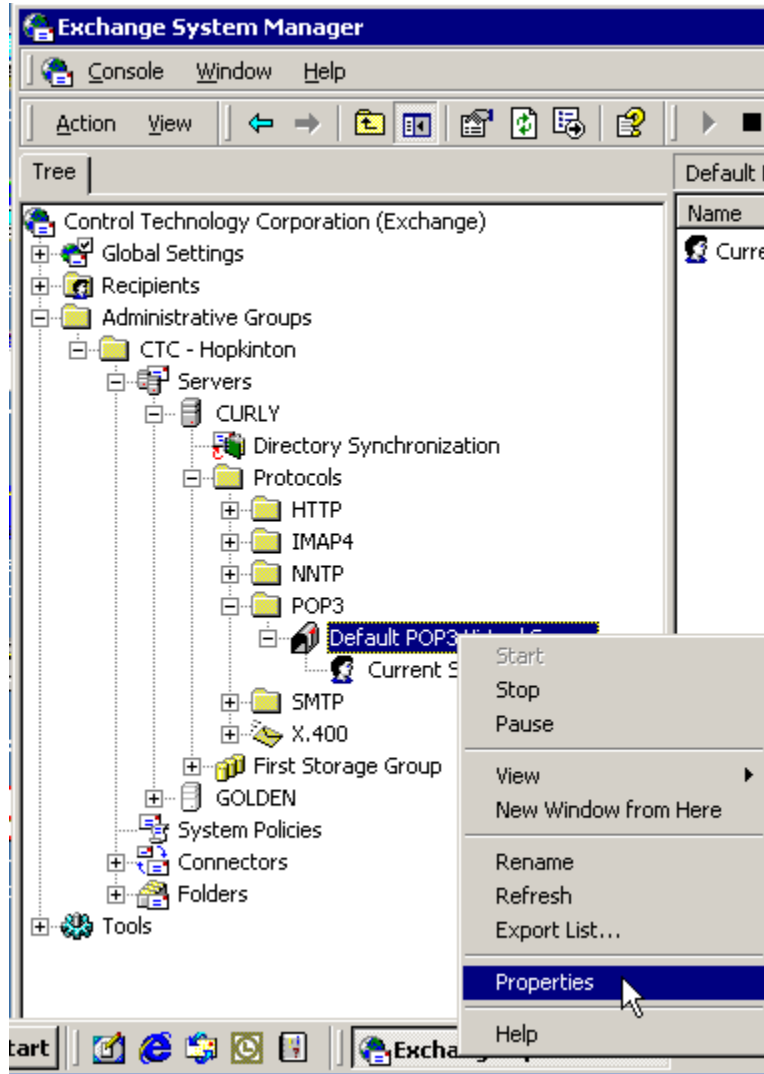 Exchange System Manager
Console Window Help
Action View
Tree
Default
Name
Control Technology Corporation (Exchange)
Curre
Global Settings
Recipients
Administrative Groups
CTC - Hopkinton
Servers
CURLY
Directory Synchronization
Protocols
HTTP
IMAP4
NNTP
POP3
Default POP3
Start
Current S
Stop
SMTP
Pause
X.400
First Storage Group
View
GOLDEN
New Window from Here
System Policies
Connectors
Rename
Folders
Refresh
Tools
Export List...
Properties
Help
tart
Excha